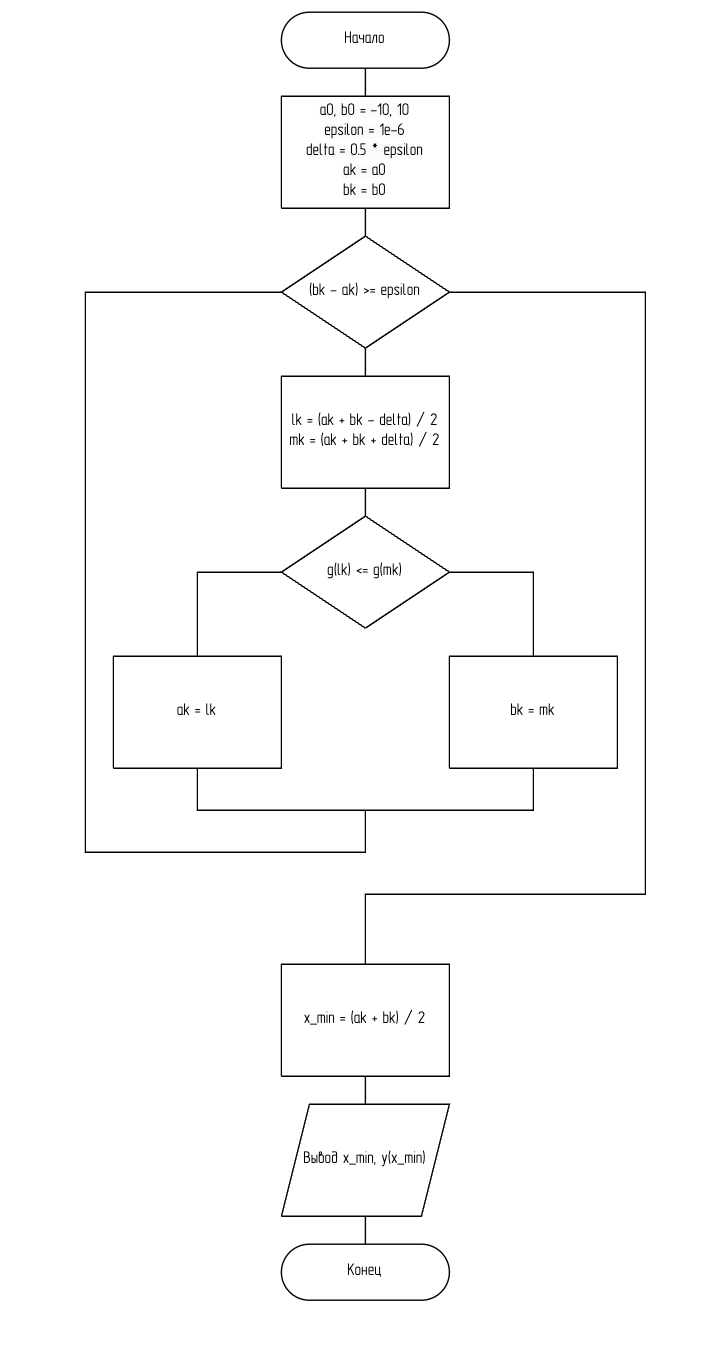 Начало
a0, b0 = -10, 10
epsilon = 1e-6
delta = 0.5 * epsilon
ak = a0
bk = b0
(bk - ak) >= epsilon
lk = (ak + bk - delta) / 2
mk = (ak + bk + delta) / 2
g(lk) <= g(mk)
ak = lk
bk = mk
x_min = (ak + bk) / 2
Вывод x_min, y(x_min)
Конец